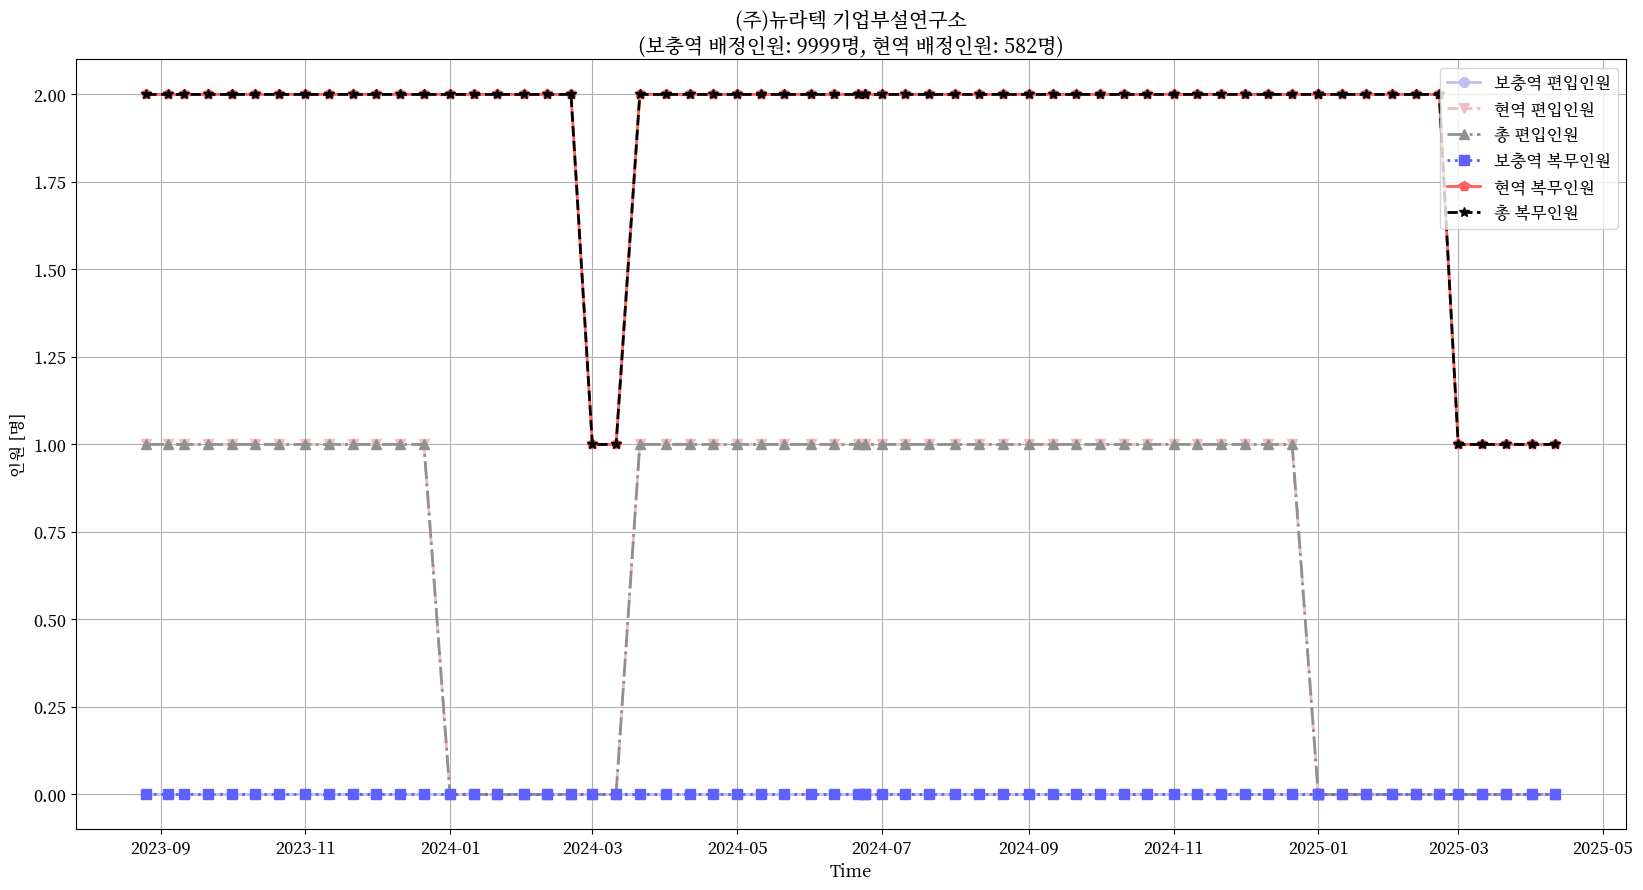 (주)뉴라텍 기업부설연구소
(보충역 배정인원: 9999명, 현역 배정인원: 582명)
보충역 편입인원
현역 편입인원
총 편입인원
보충역 복무인원
현역 복무인원
총 복무인원
2.00
1.75
1.50
1.25
1.00
0.75
0.50
0.25
0.00
인원 [명]
2023-09
2023-11
2024-01
2024-03
2024-05
2024-07
2024-09
2024-11
2025-01
2025-03
2025-05
Time